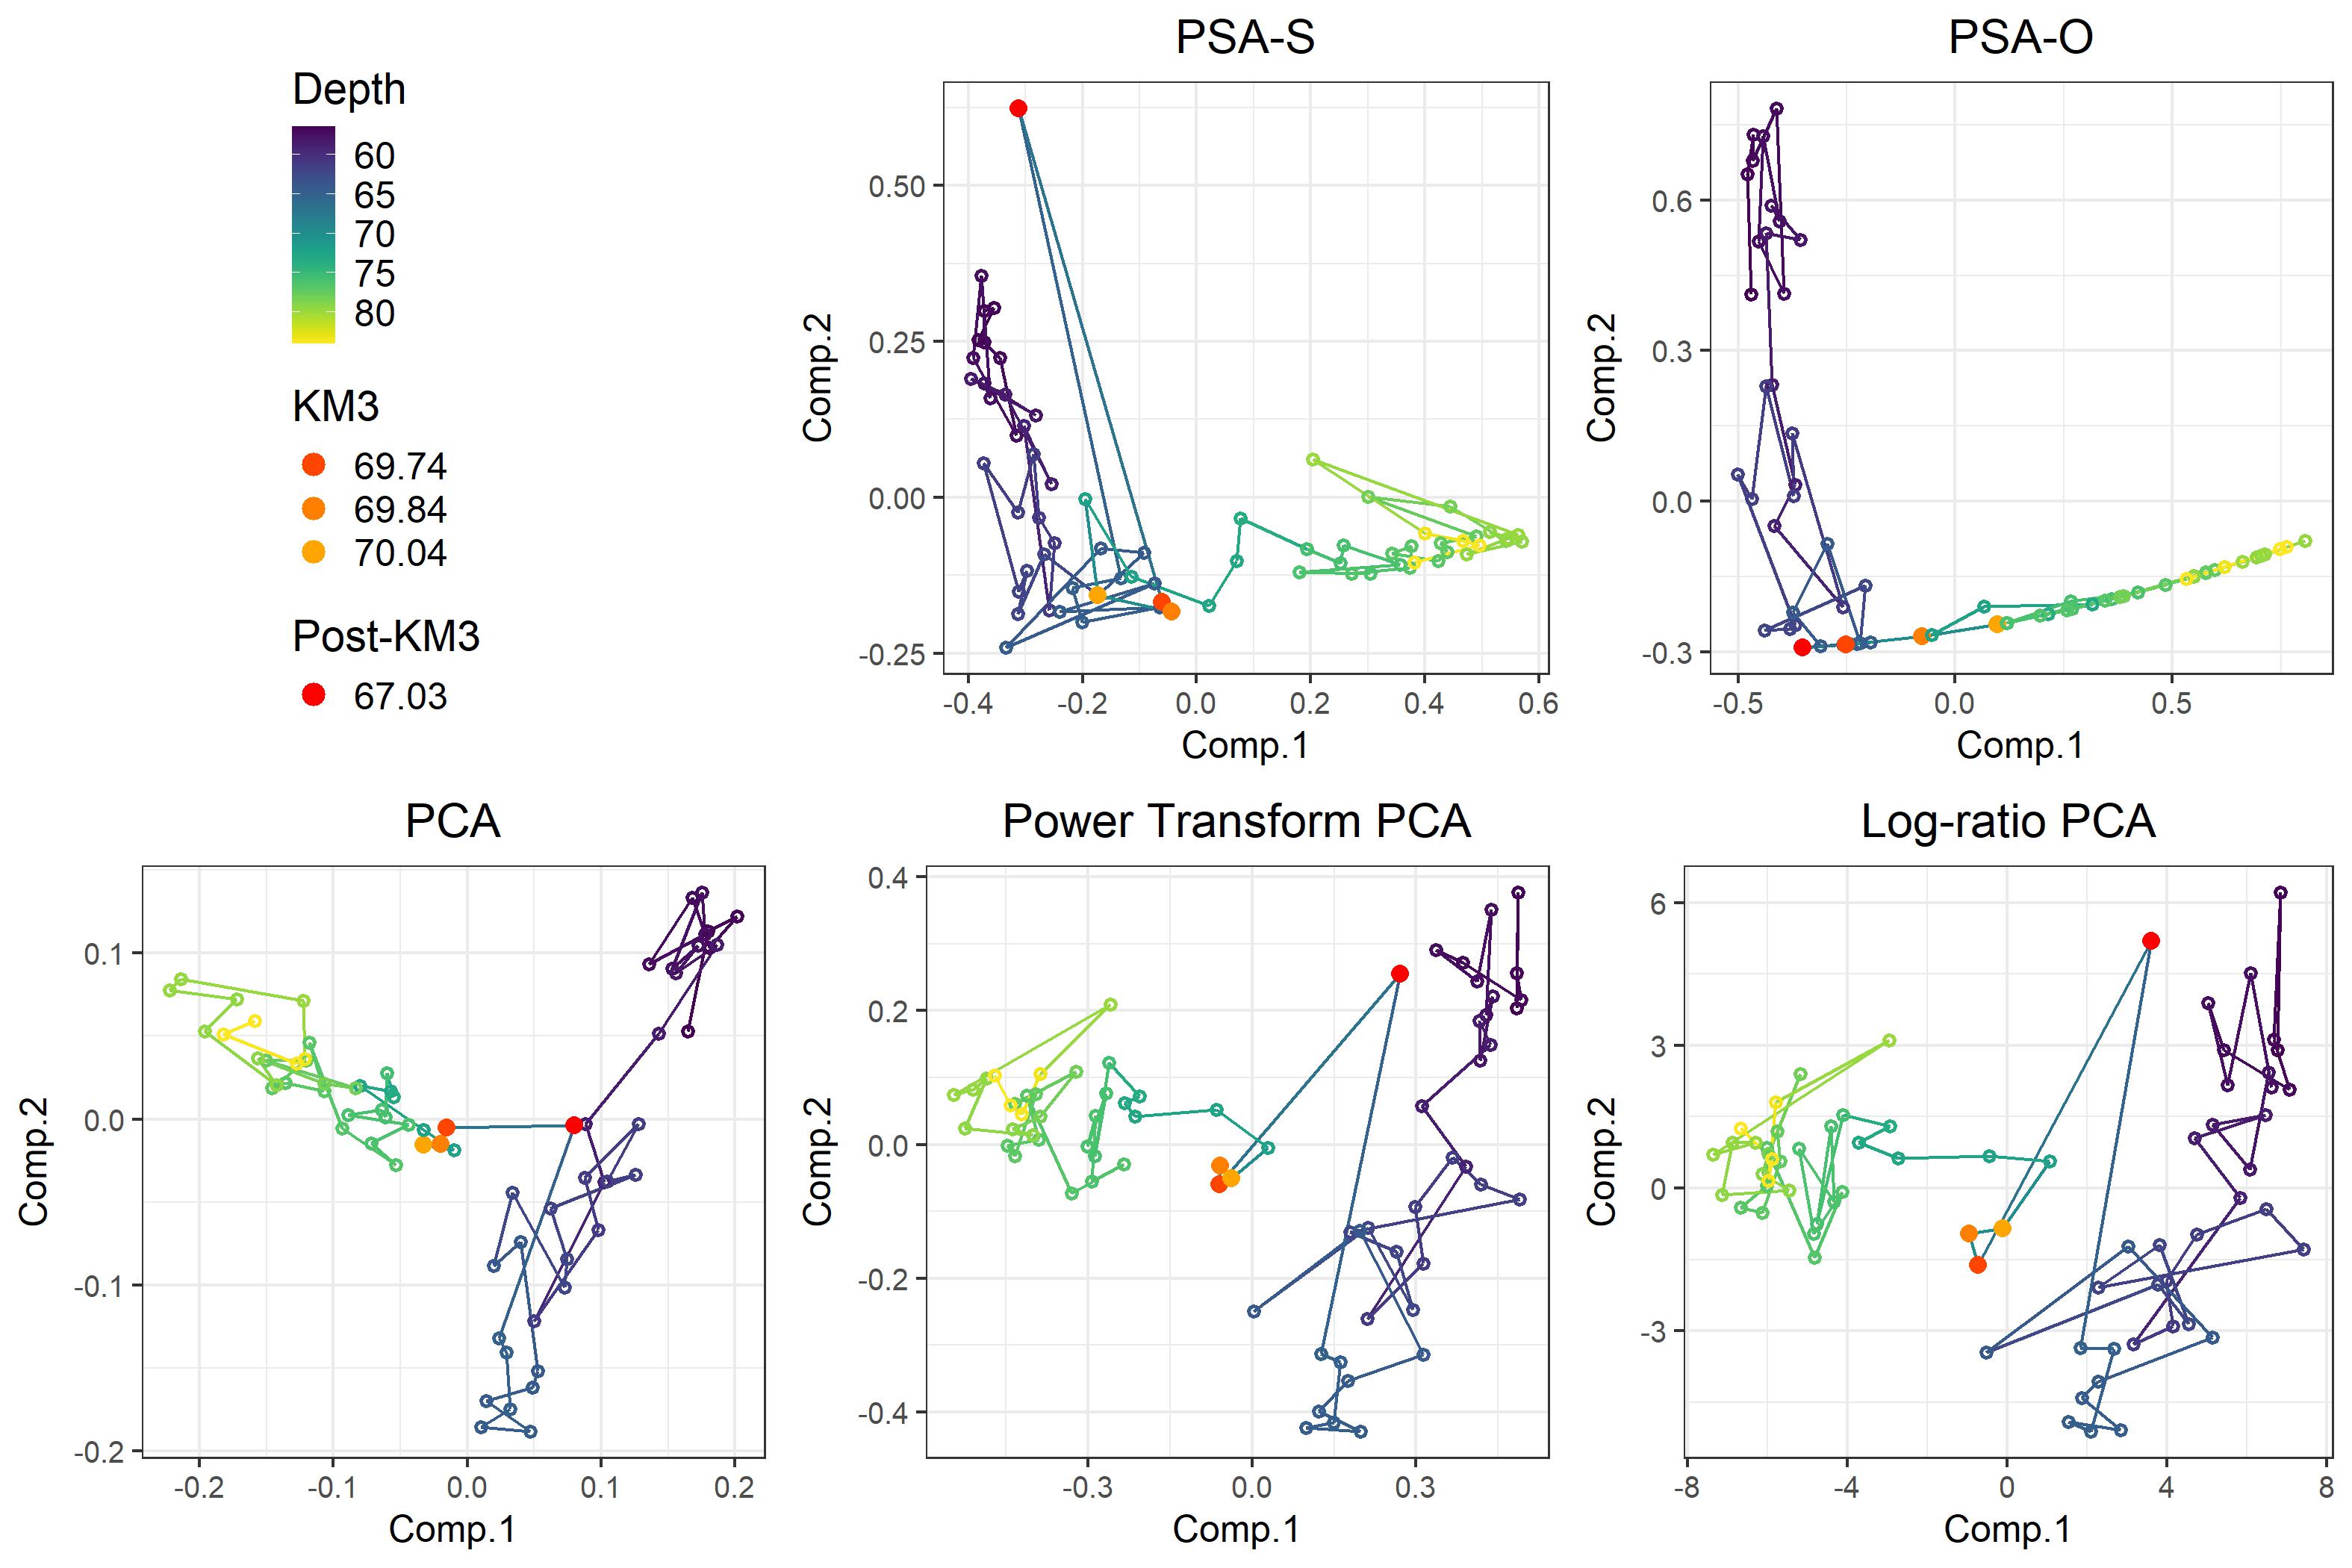 Depth
60
65
70
75
80
KM3
69.74
69.84
70.04
Post-KM3
67.03
PSA-S
Comp.2
0.50
0.25
0.00
-0.25
-0.4 -0.2 0.0 0.2 0.4 0.6
Comp.1
PSA-O
Comp.2
0.6
0.3
0.0
-0.3
-0.5 0.0 0.5
Comp.1
PCA
Comp.2
0.1
0.0
-0.1
-0.2
-0.2 -0.1 0.0 0.1 0.2
Comp.1
Power Transform PCA
Comp.2
0.4
0.2
0.0
-0.2
-0.4
-0.3 0.0 0.3
Comp.1
Log-ratio PCA
Comp.2
6
3
0
-3
-8 -4 0 4 8
Comp.1